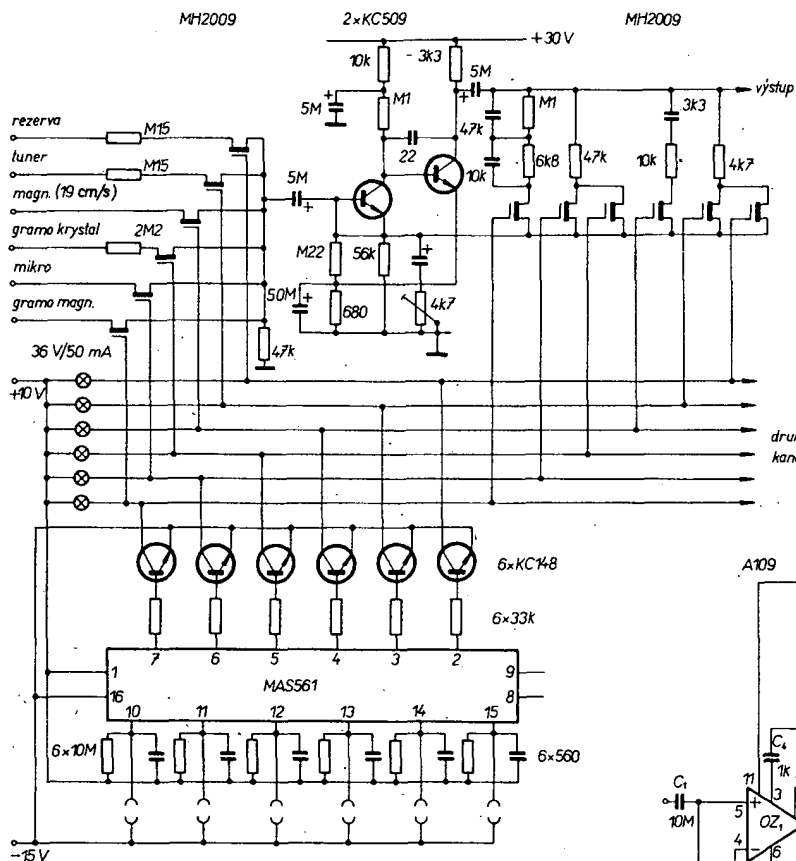 MH2009 2×KC509 MH2009
+30V
10k 3k3
5M M1 5M
výstup
rezerva M15
tuner M15
magn. (19 cm/s)
gramo krystal 2M2
mikro
gramo magn.
5M
22
47k M1
10k 6k8 47k
3k3
10k 4k7
M22 56k
50M 680 4k7
47k
36 V/50 mA
+10V
6×KC148
6×33k
7 6 5 4 3 2
1 9
MAS561
16 8
10 11 12 13 14 15
6×10M 6×560
-15V
A109
C₄
1k
C₁
10M
11
+
5
3
OZ₁
4
-
6